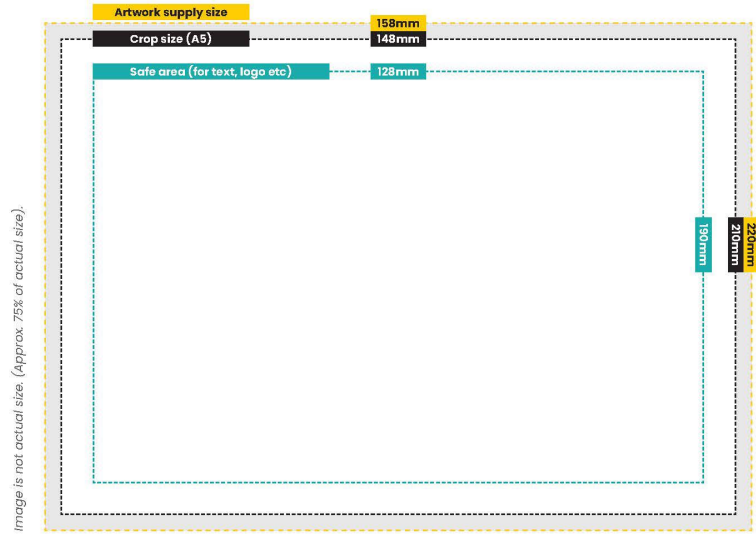 Artwork supply size
158mm
Crop size (A5)
148mm
Safe area (for text, logo etc)
128mm
190mm
210mm
220mm
Image is not actual size. (Approx. 75% of actual size).